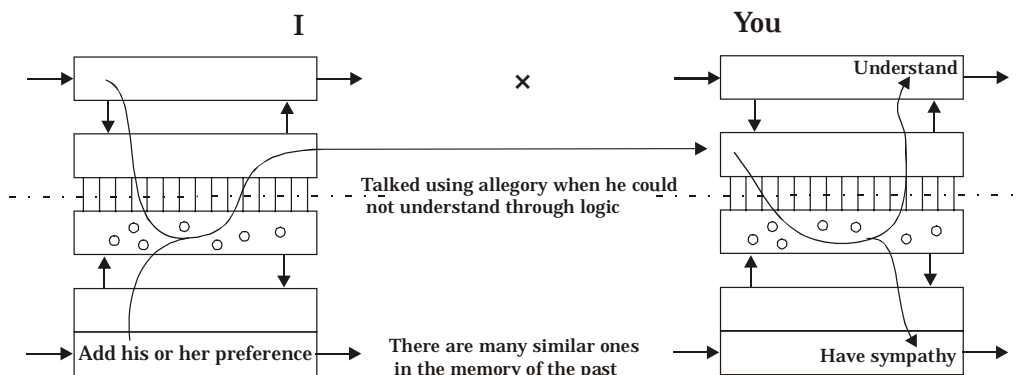 I
You
Understand
×
Talked using allegory when he could
not understand through logic
Add his or her preference
There are many similar ones
in the memory of the past
Have sympathy